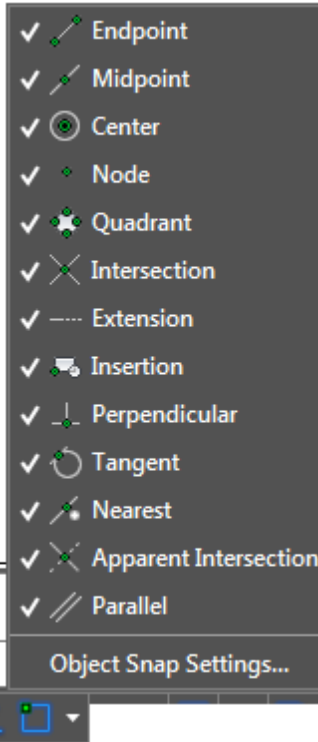 Endpoint
Midpoint
Center
Node
Quadrant
Intersection
Extension
Insertion
Perpendicular
Tangent
Nearest
Apparent Intersection
Parallel
Object Snap Settings...